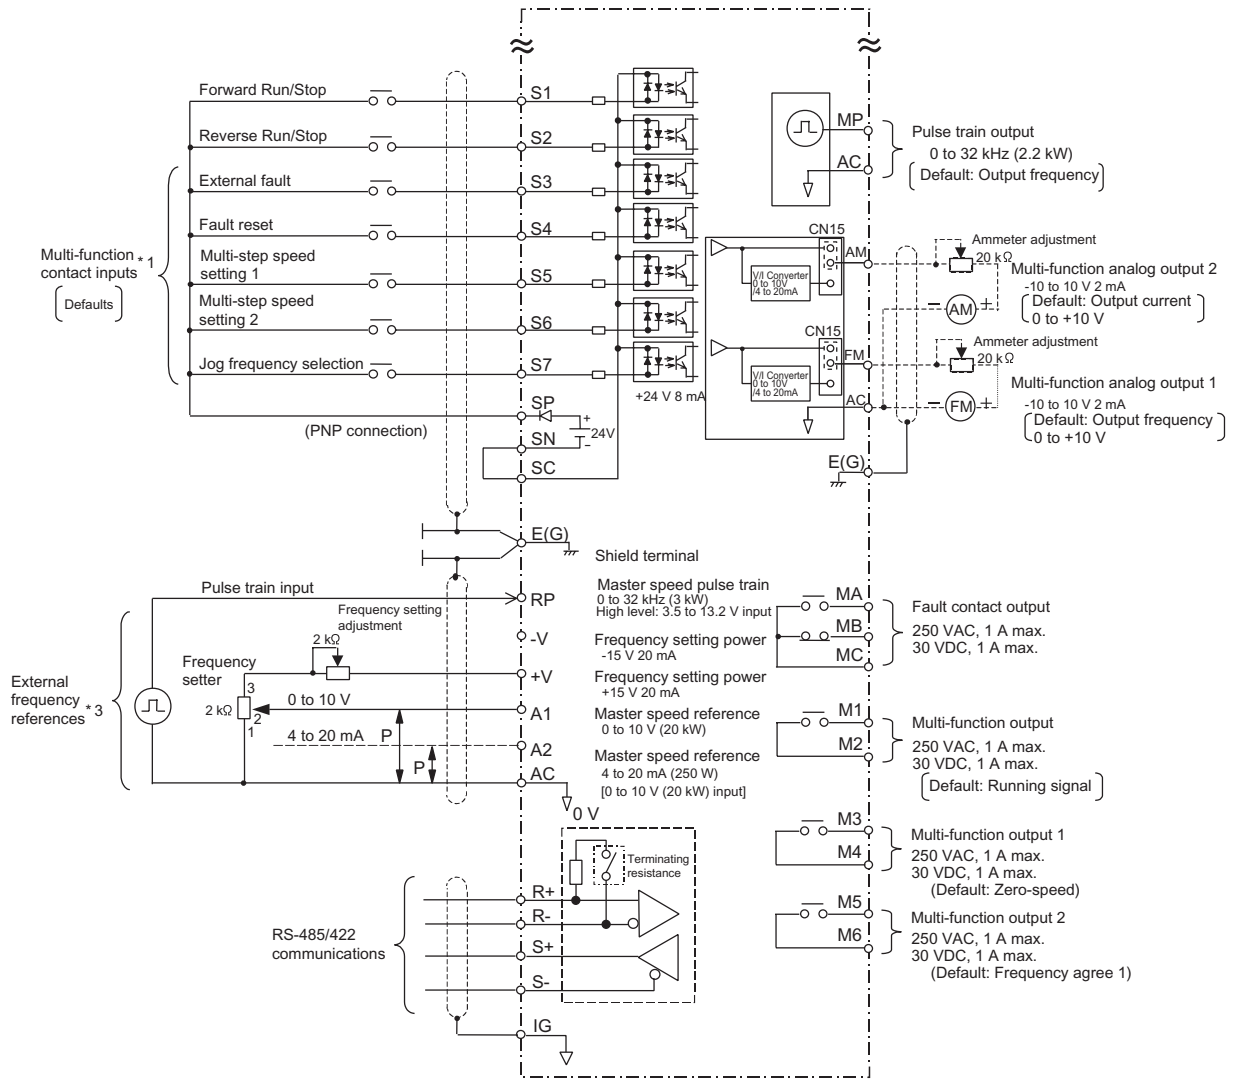 Forward Run/Stop
S1
Reverse Run/Stop
S2
External fault
S3
Fault reset
S4
Multi-function *1
contact inputs
Defaults
Multi-step speed
setting 1
S5
Multi-step speed
setting 2
S6
Jog frequency selection
S7
+24 V 8 mA
SP
+
24V
−
(PNP connection)
SN
SC
MP
AC
Pulse train output
0 to 32 kHz (2.2 kW)
Default: Output frequency
CN15
AM
V/I Converter
0 to 10V
/4 to 20mA
Ammeter adjustment
20 kΩ
Multi-function analog output 2
-10 to 10 V 2 mA
Default: Output current
0 to +10 V
− AM +
CN15
FM
V/I Converter
0 to 10V
/4 to 20mA
Ammeter adjustment
20 kΩ
AC
− FM +
Multi-function analog output 1
-10 to 10 V 2 mA
Default: Output frequency
0 to +10 V
E(G)
E(G)
Shield terminal
Pulse train input
RP
Master speed pulse train
0 to 32 kHz (3 kW)
High level: 3.5 to 13.2 V input
Frequency setting
adjustment
2 kΩ
-V
Frequency setting power
-15 V 20 mA
Frequency
setter
+V
Frequency setting power
+15 V 20 mA
External
frequency
references *3
3
2 kΩ
2
1
0 to 10 V
A1
Master speed reference
0 to 10 V (20 kW)
4 to 20 mA
P
P
A2
Master speed reference
4 to 20 mA (250 W)
[0 to 10 V (20 kW) input]
AC
0 V
MA
MB
MC
Fault contact output
250 VAC, 1 A max.
30 VDC, 1 A max.
M1
M2
Multi-function output
250 VAC, 1 A max.
30 VDC, 1 A max.
Default: Running signal
M3
M4
Multi-function output 1
250 VAC, 1 A max.
30 VDC, 1 A max.
(Default: Zero-speed)
M5
M6
Multi-function output 2
250 VAC, 1 A max.
30 VDC, 1 A max.
(Default: Frequency agree 1)
Terminating
resistance
RS-485/422
communications
R+
R-
S+
S-
IG